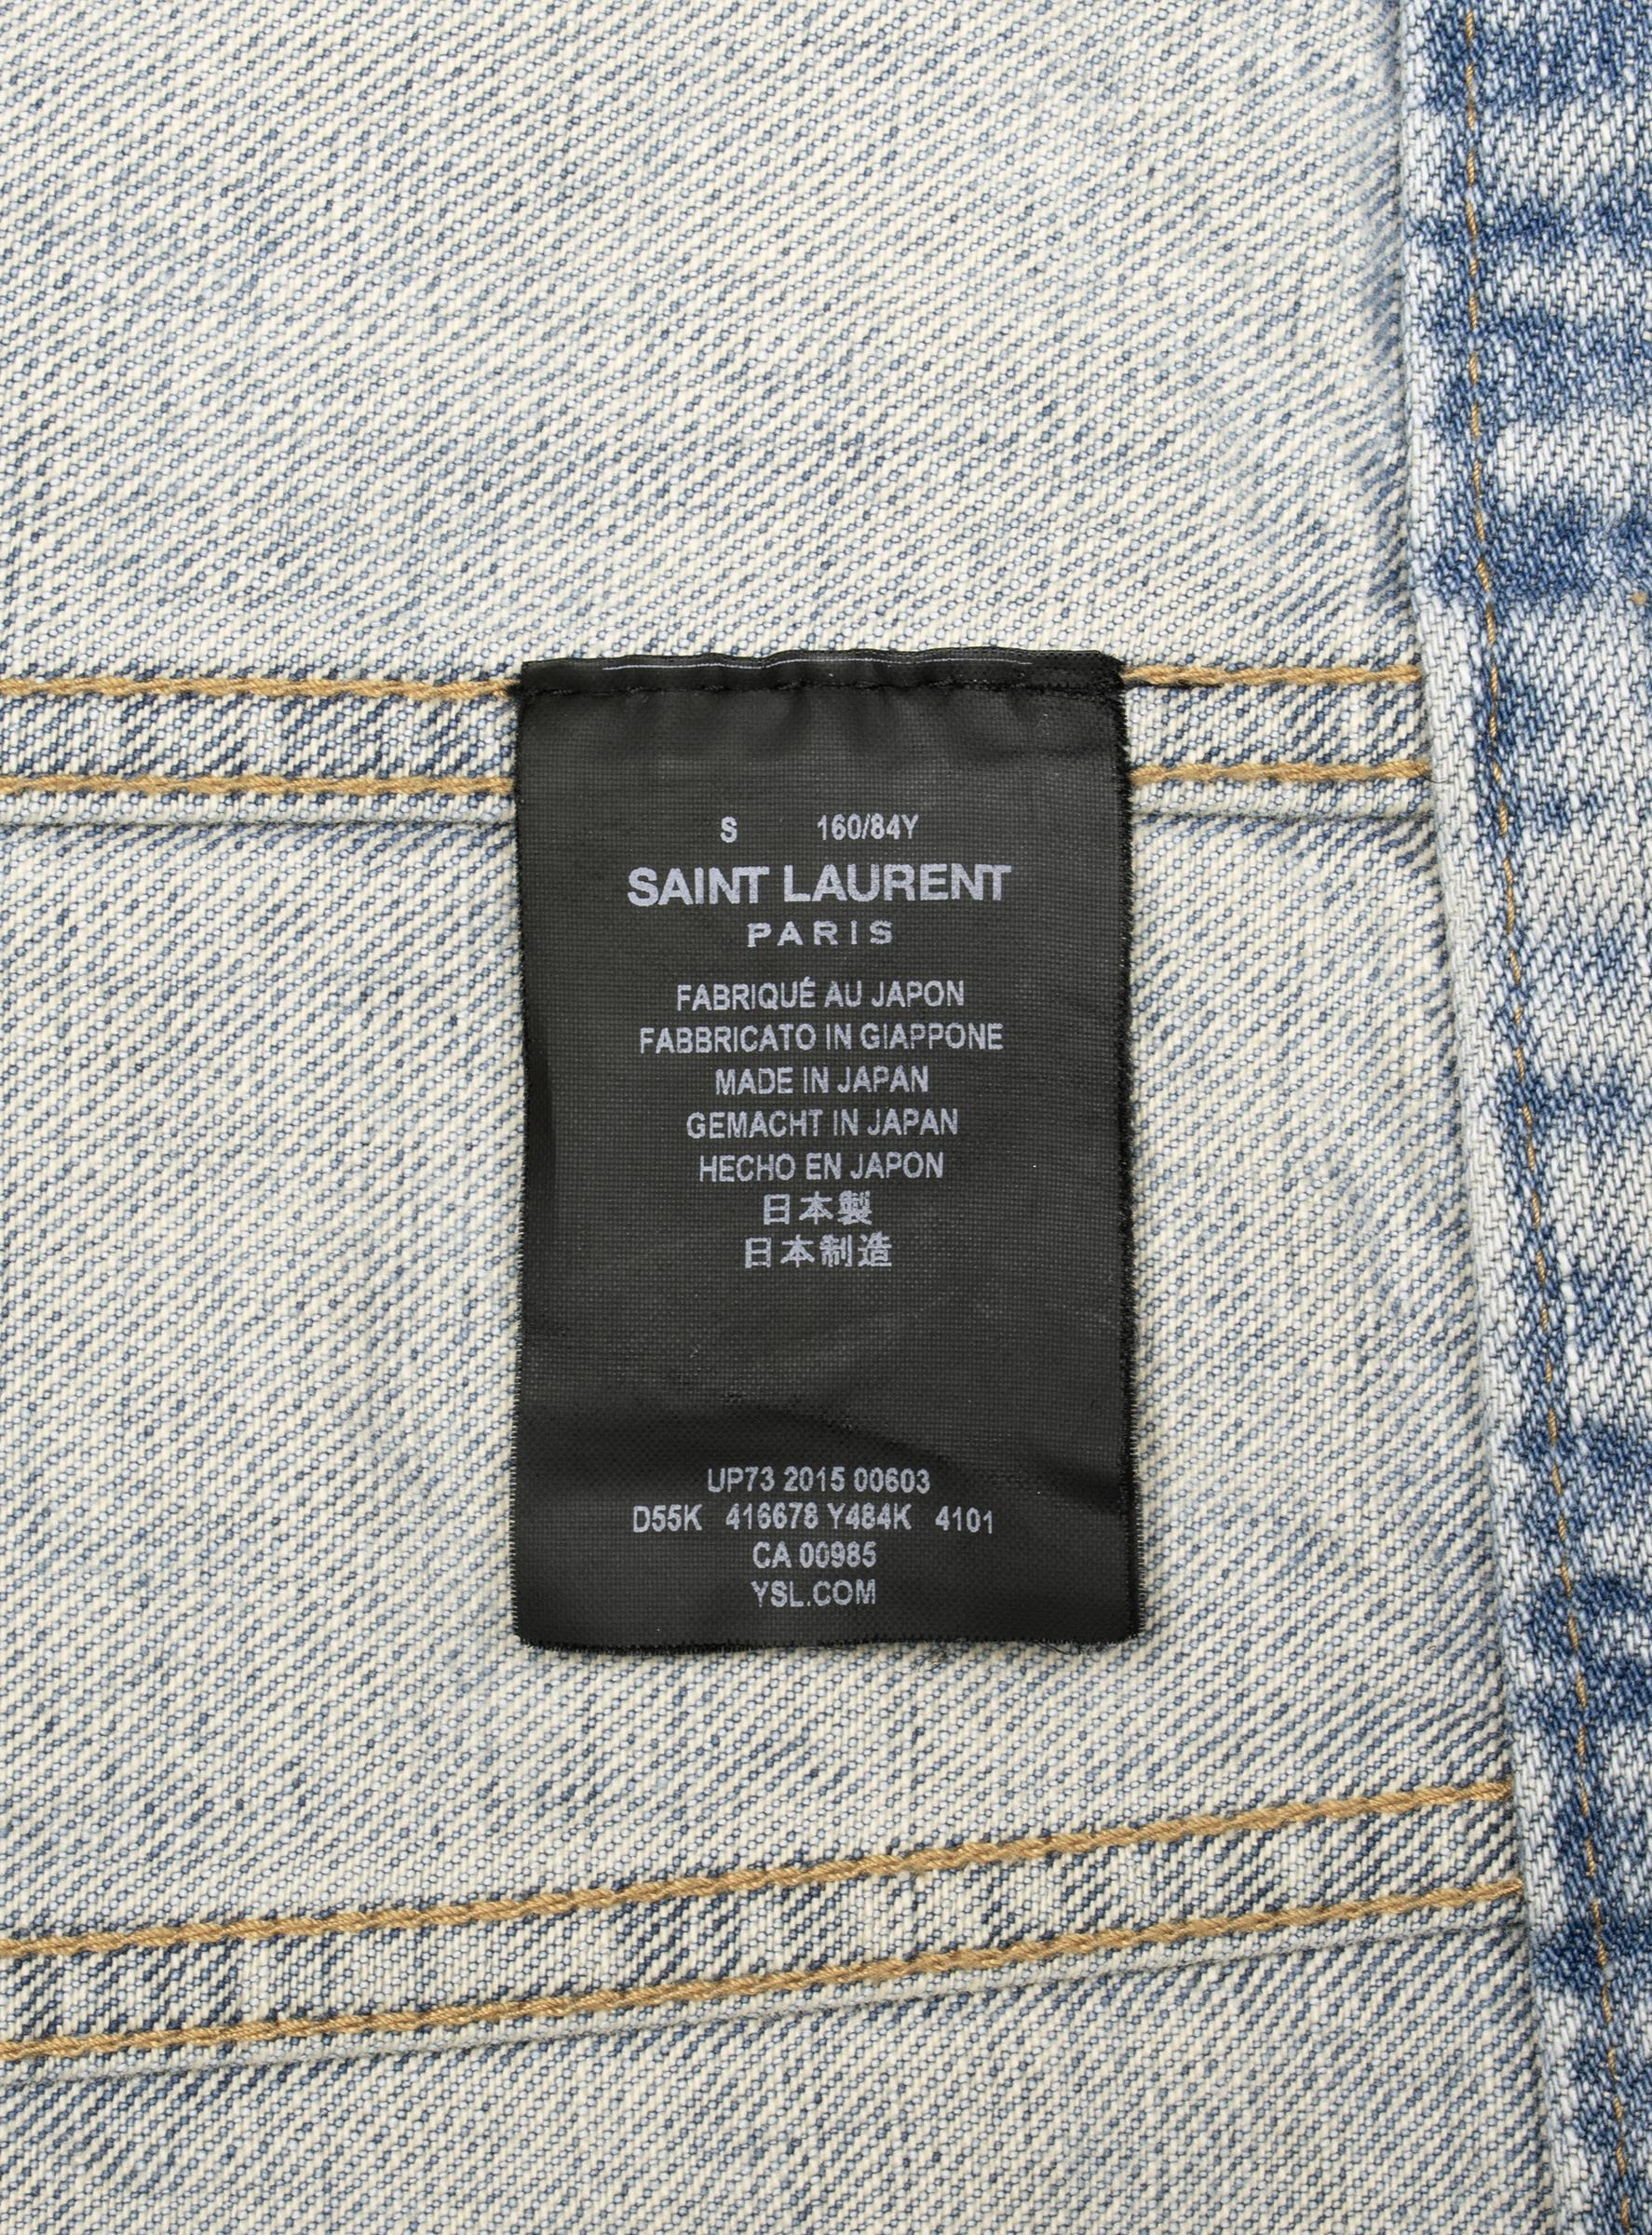 S 160/84Y
SAINT LAURENT
PARIS
FABRIQUÉ AU JAPON
FABBRICATO IN GIAPPONE
MADE IN JAPAN
GEMACHT IN JAPAN
HECHO EN JAPON
日本製
日本制造
UP73 2015 00603
D55K 416678 Y484K 4101
CA 00985
YSL.COM